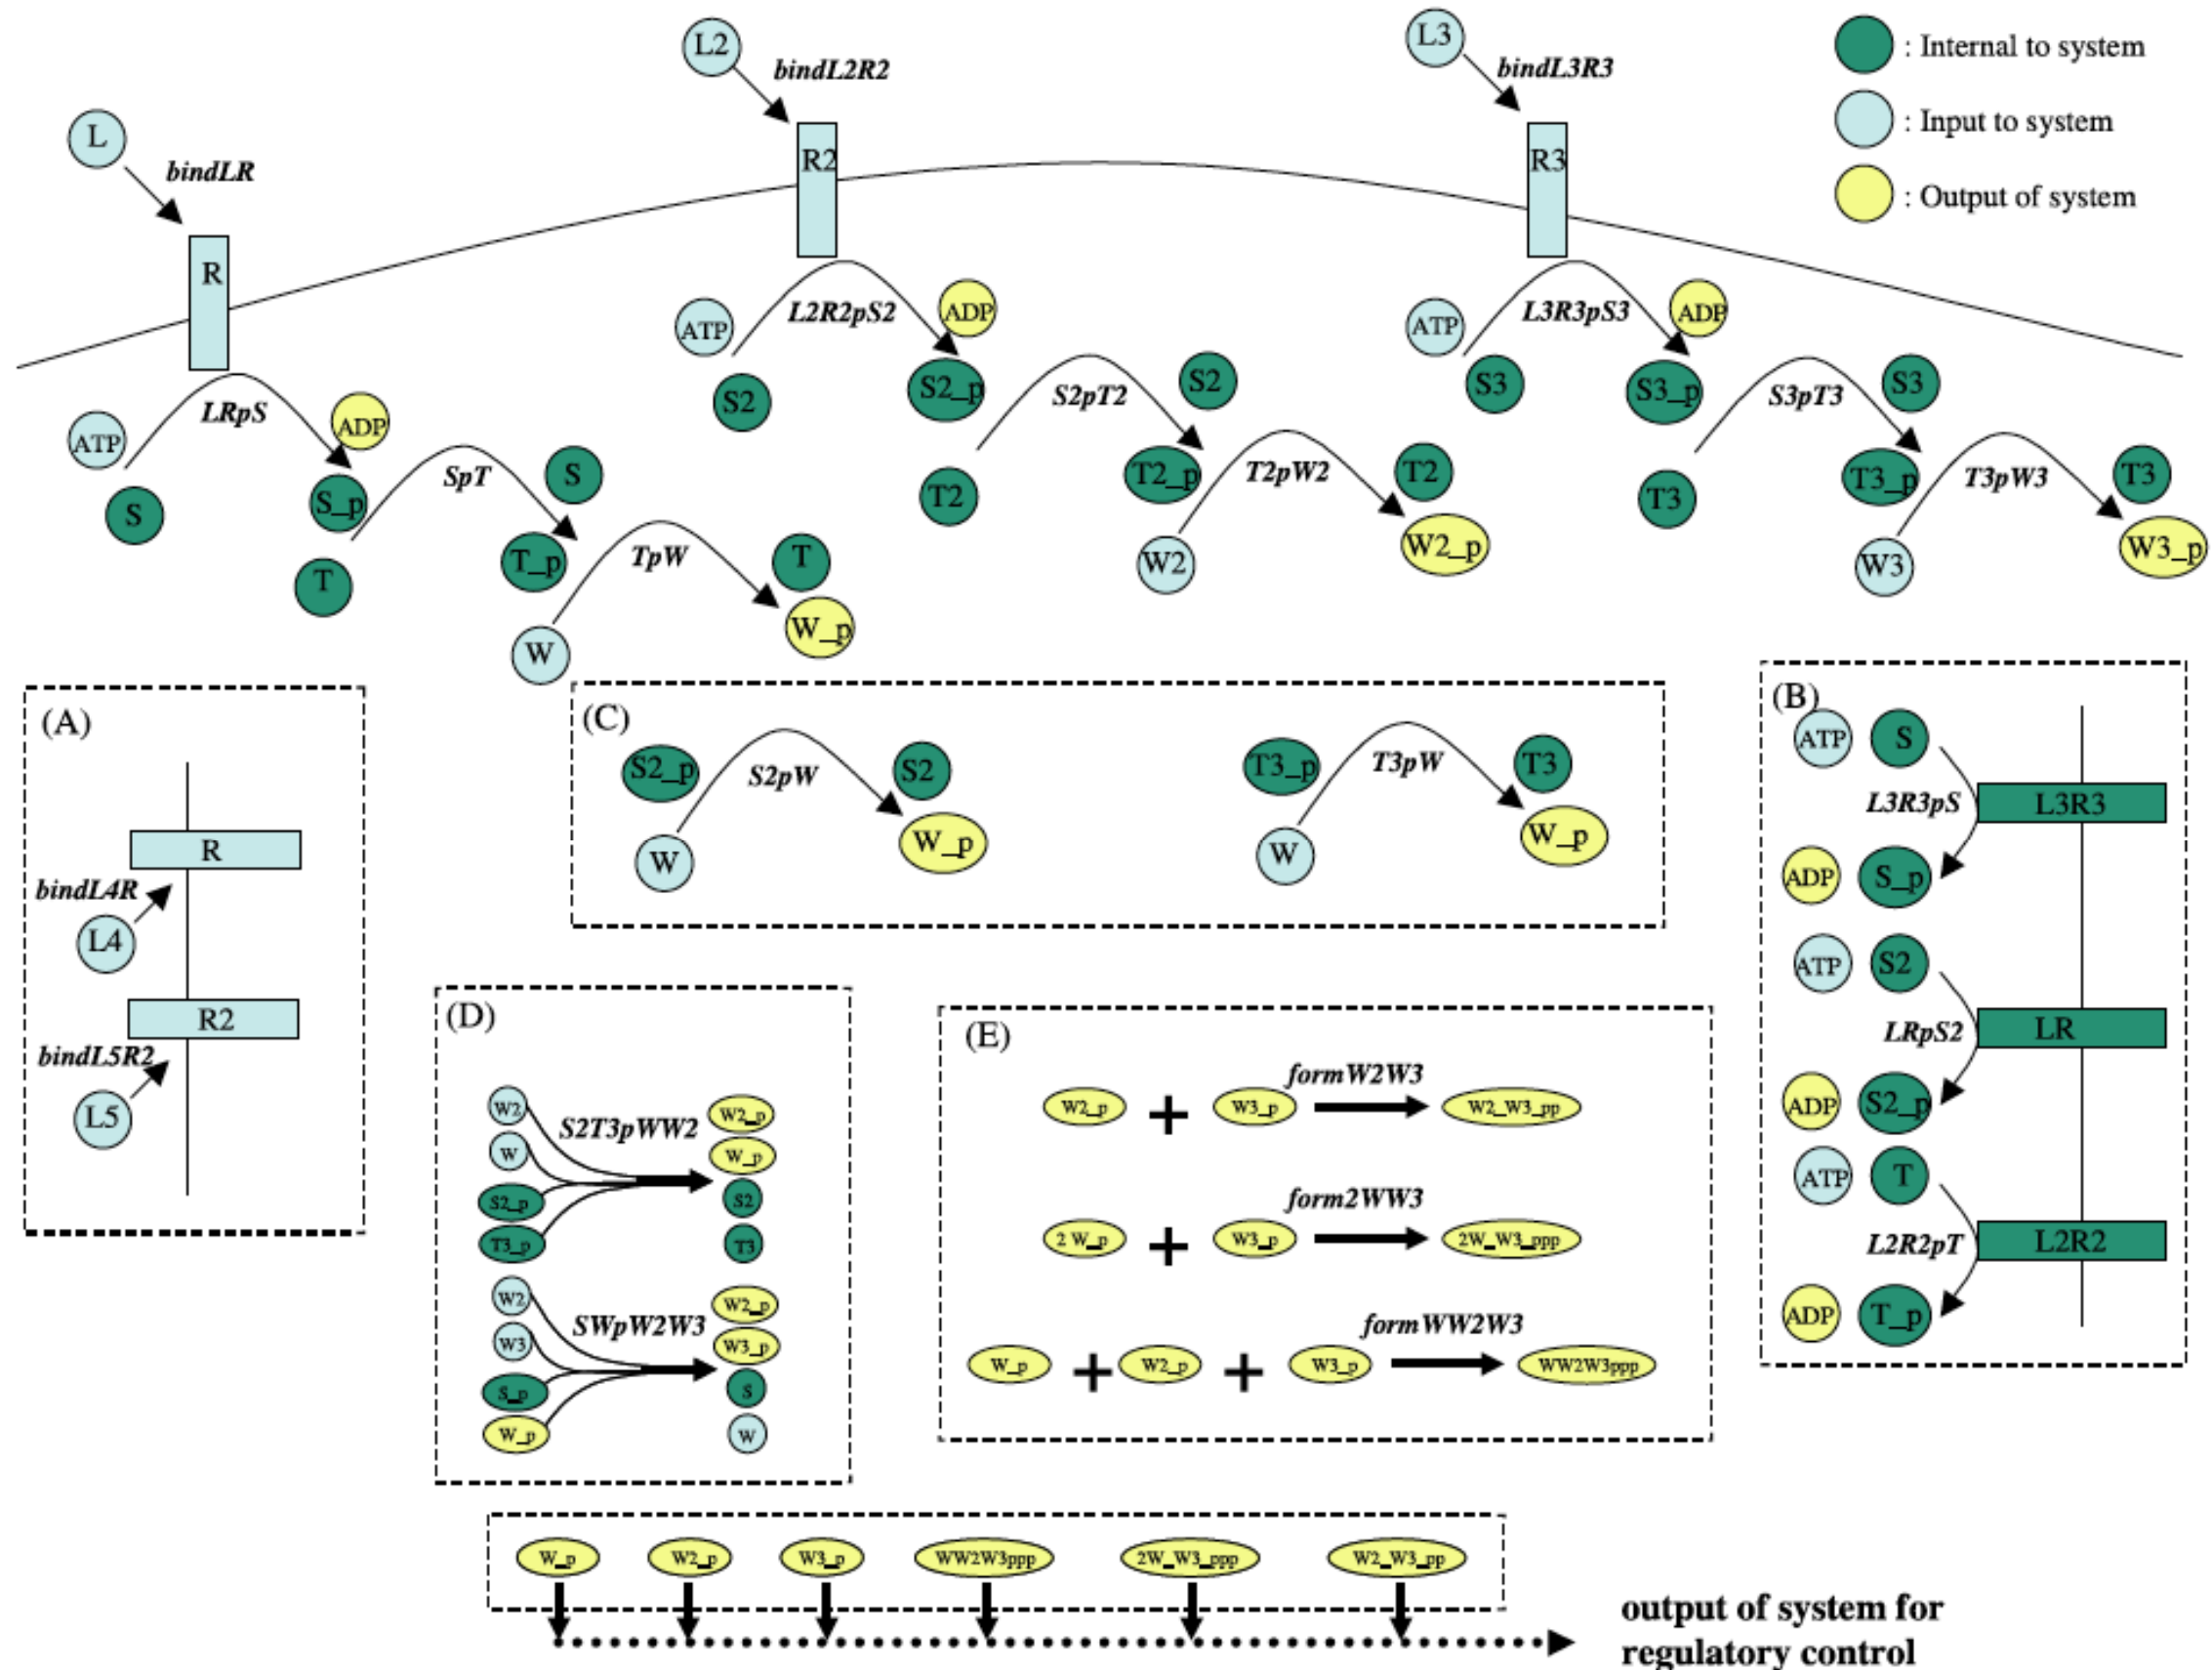 L2
bindL2R2
L3
bindL3R3
: Internal to system
: Input to system
: Output of system
L
bindLR
R2
R3
R
ATP
L2R2pS2
ADP
S2
S2_p
S2pT2
S2
T2
T2_p
T2pW2
T2
W2
W2_p
ATP
L3R3pS3
ADP
S3
S3_p
S3pT3
S3
T3
T3_p
T3pW3
T3
W3
W3_p
ATP
LRpS
ADP
S
S_p
SpT
S
T
T_p
TpW
T
W
W_p
(A)
R
bindL4R
L4
R2
bindL5R2
L5
(C)
S2_p
S2pW
S2
W
W_p
T3_p
T3pW
T3
W
W_p
(B)
ATP S
L3R3pS L3R3
ADP S_p
ATP S2
LRpS2 LR
ADP S2_p
ATP T
L2R2pT L2R2
ADP T_p
(D)
W2
W
S2_p
T3_p
S2T3pWW2
W2_p
W_p
S2
T3
W2
W3
S_p
W_p
SWpW2W3
W2_p
W3_p
S
W
(E)
formW2W3
W2_p + W3_p W2_W3_pp
form2WW3
2 W_p + W3_p 2W_W3_ppp
formWW2W3
W_p + W2_p + W3_p WW2W3ppp
W_p W2_p W3_p WW2W3ppp 2W_W3_ppp W2_W3_pp
output of system for
regulatory control